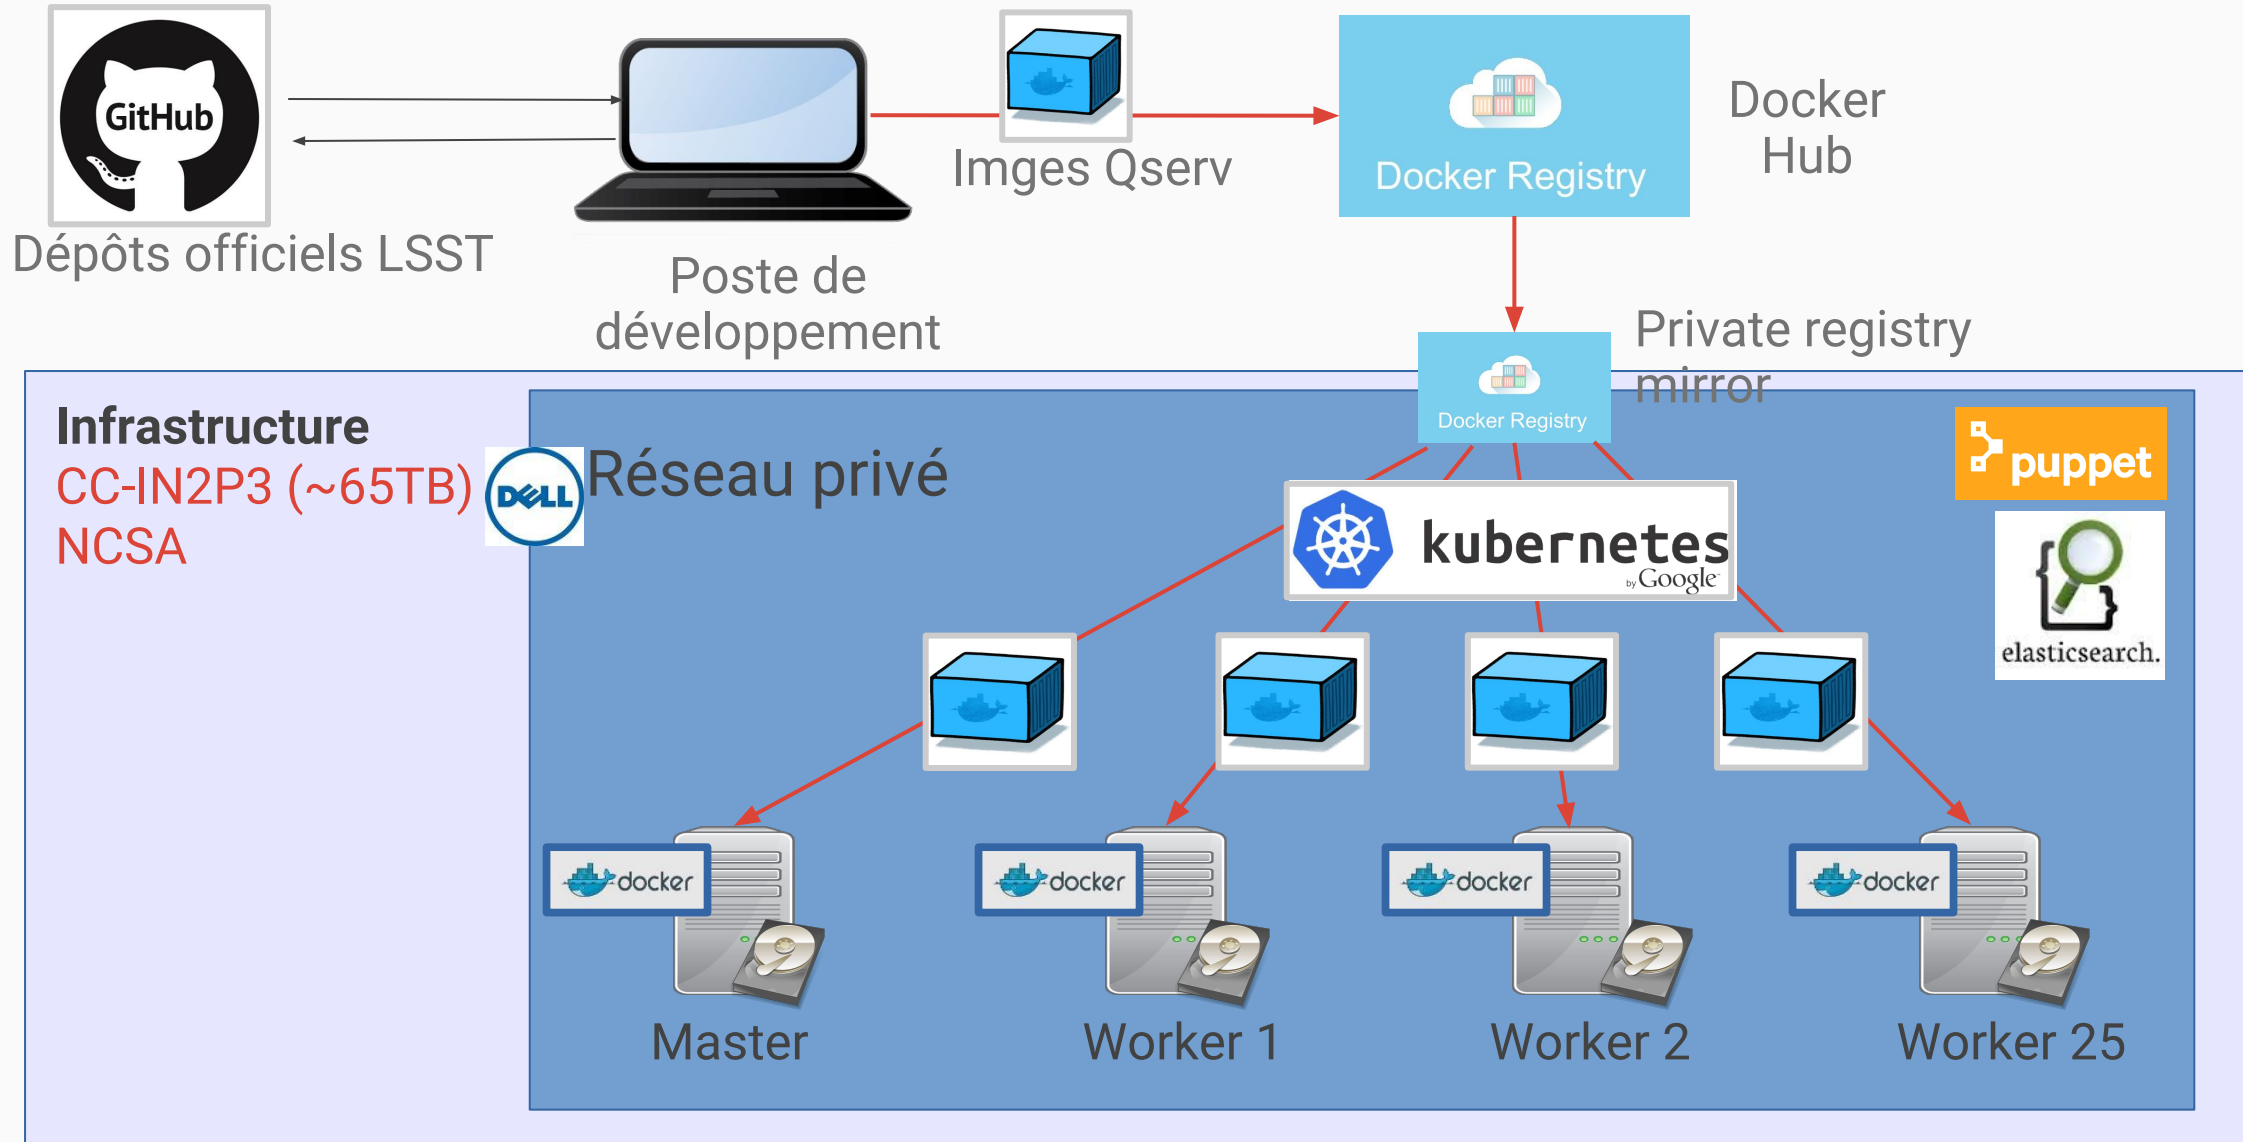 GitHub
Dépôts officiels LSST
Poste de
développement
Imges Qserv
Docker Registry
Docker
Hub
Private registry
mirror
Docker Registry
Infrastructure
CC-IN2P3 (~65TB)
NCSA
DELL
Réseau privé
puppet
kubernetes
by Google
elasticsearch.
docker
docker
docker
docker
Master
Worker 1
Worker 2
Worker 25